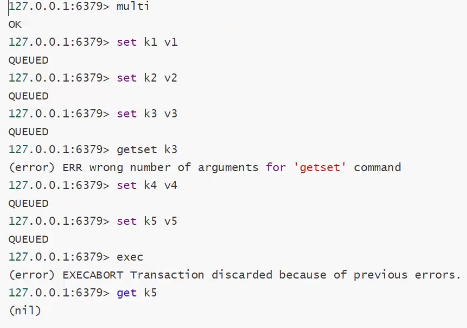 127.0.0.1:6379> multi
OK
127.0.0.1:6379> set k1 v1
QUEUED
127.0.0.1:6379> set k2 v2
QUEUED
127.0.0.1:6379> set k3 v3
QUEUED
127.0.0.1:6379> getset k3
(error) ERR wrong number of arguments for 'getset' command
127.0.0.1:6379> set k4 v4
QUEUED
127.0.0.1:6379> set k5 v5
QUEUED
127.0.0.1:6379> exec
(error) EXECABORT Transaction discarded because of previous errors.
127.0.0.1:6379> get k5
(nil)